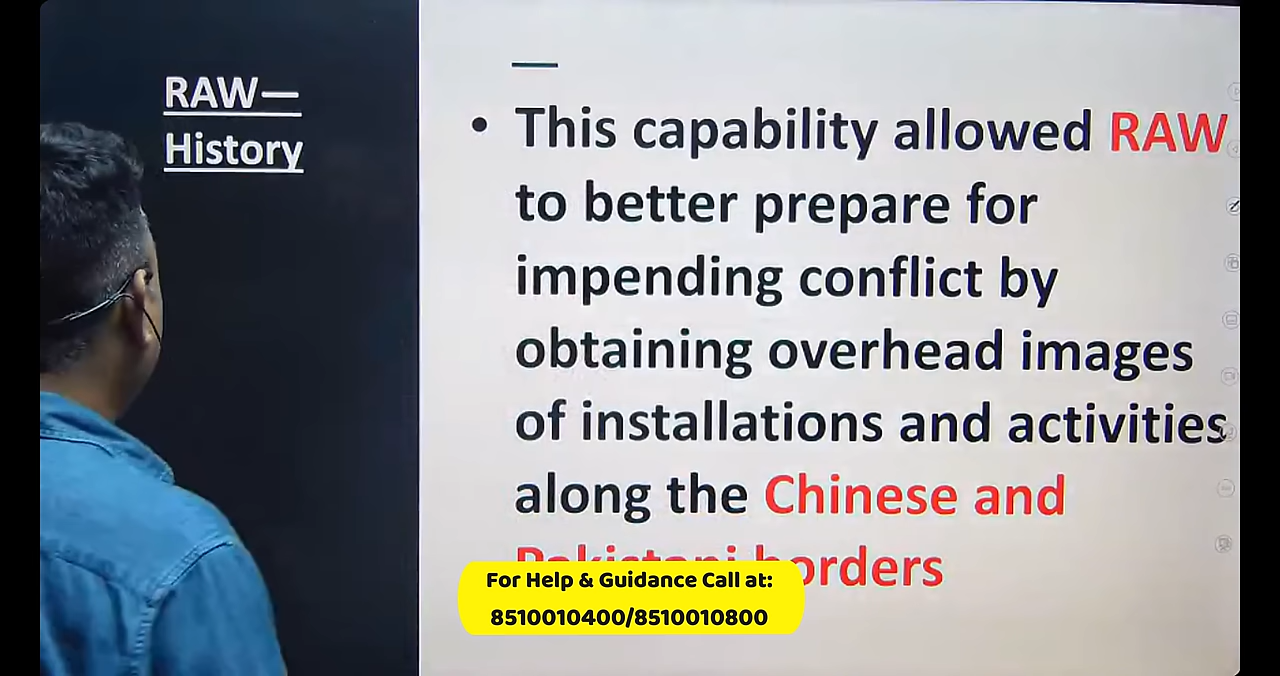 RAW—
History
• This capability allowed RAW
to better prepare for
impending conflict by
obtaining overhead images
of installations and activities
along the Chinese and
Pakistani borders
For Help & Guidance Call at:
8510010400/8510010800